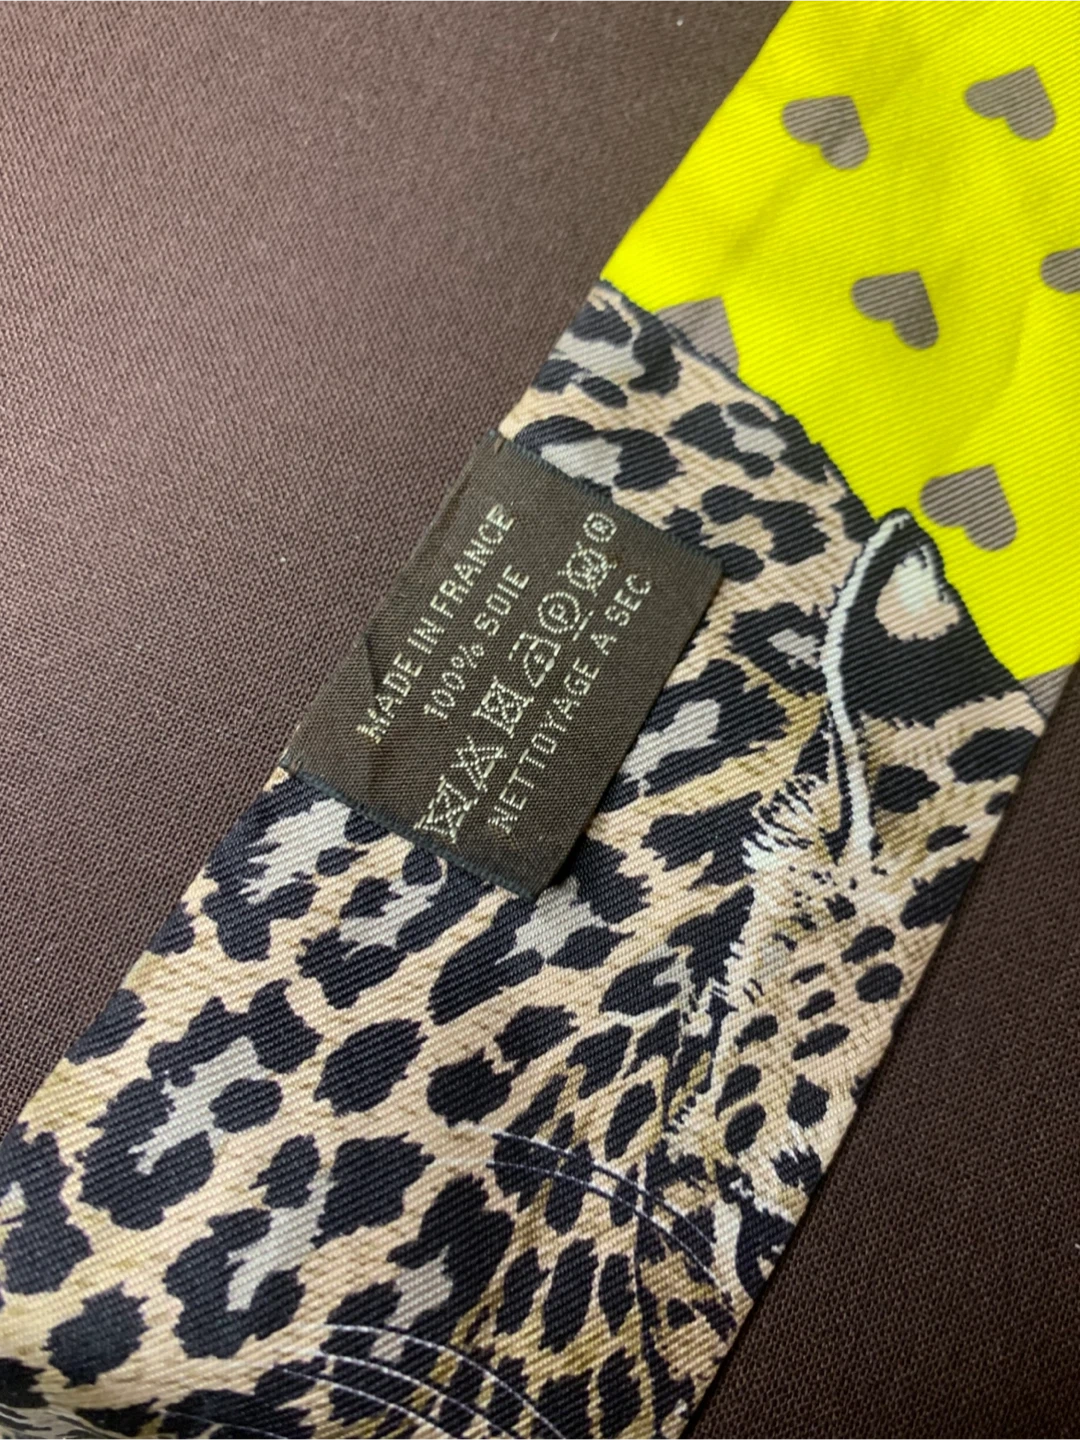 MADE IN FRANCE
100% SOIE
P ®
NETTOYAGE A SEC